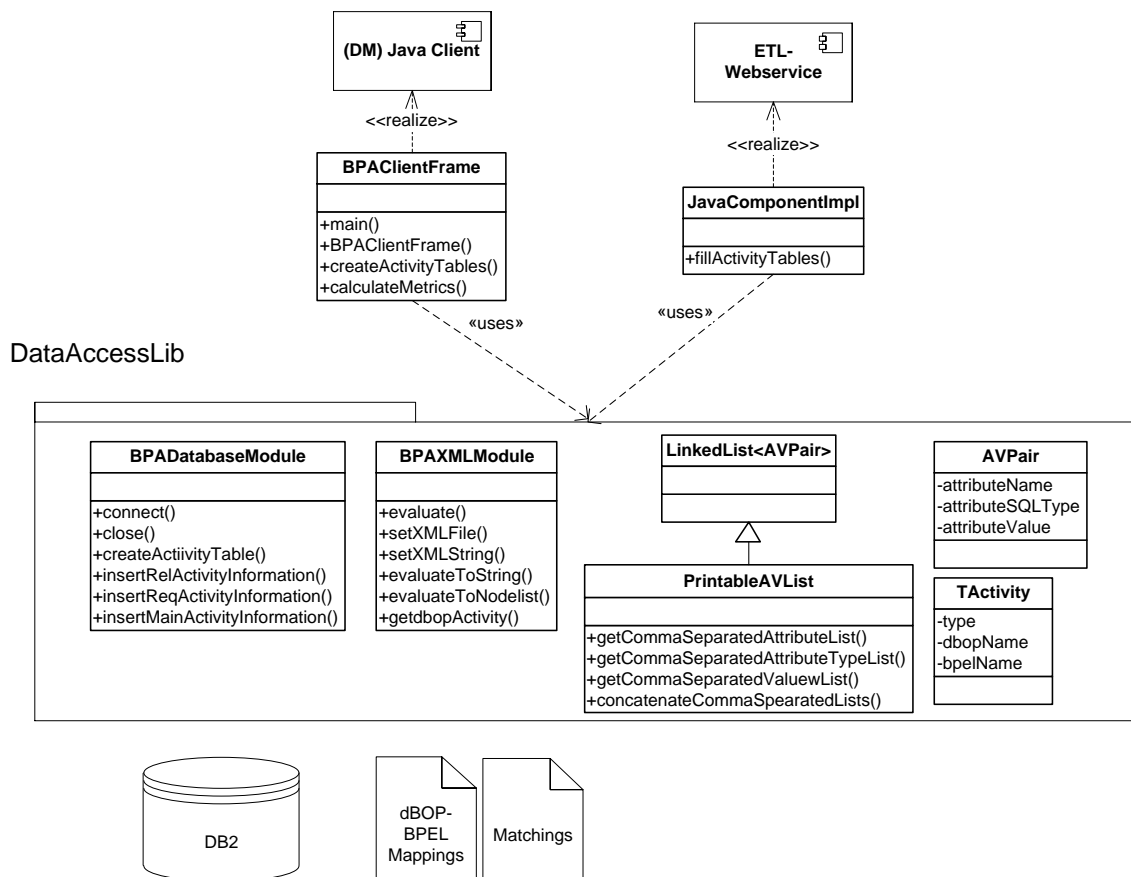 (DM) Java Client
ETL-
Webservice
<<realize>>
<<realize>>
BPAClientFrame
+main()
+BPAClientFrame()
+createActivityTables()
+calculateMetrics()
JavaComponentImpl
+fillActivityTables()
«uses»
«uses»
DataAccessLib
BPADatabaseModule
+connect()
+close()
+createActiivityTable()
+insertRelActivityInformation()
+insertReqActivityInformation()
+insertMainActivityInformation()
BPAXMLModule
+evaluate()
+setXMLFile()
+setXMLString()
+evaluateToString()
+evaluateToNodelist()
+getdbopActivity()
LinkedList<AVPair>
PrintableAVList
+getCommaSeparatedAttributeList()
+getCommaSeparatedAttributeTypeList()
+getCommaSeparatedValuewList()
+concatenateCommaSpearatedLists()
AVPair
-attributeName
-attributeSQLType
-attributeValue
TActivity
-type
-dbopName
-bpelName
DB2
dBOP-
BPEL
Mappings
Matchings